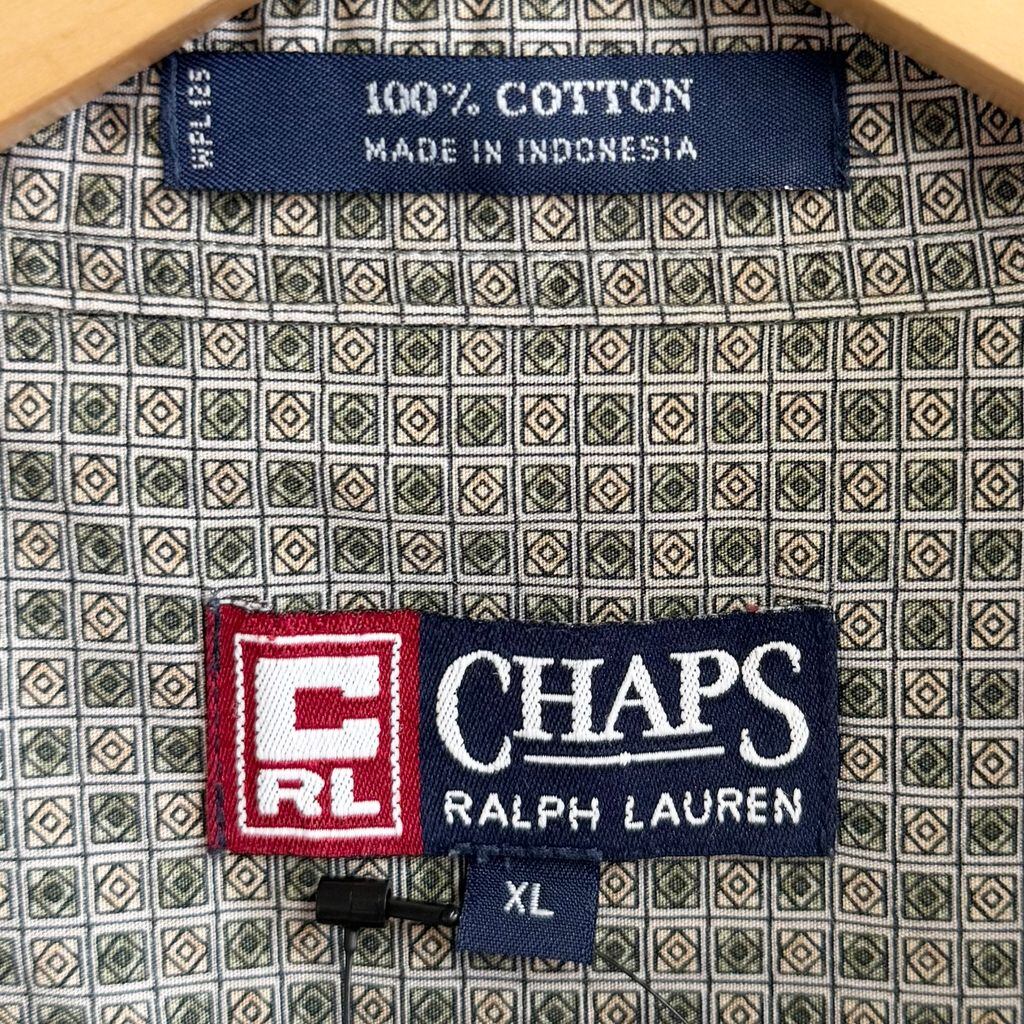 WPL125
100% COTTON
MADE IN INDONESIA
C
RL
CHAPS
RALPH LAUREN
XL